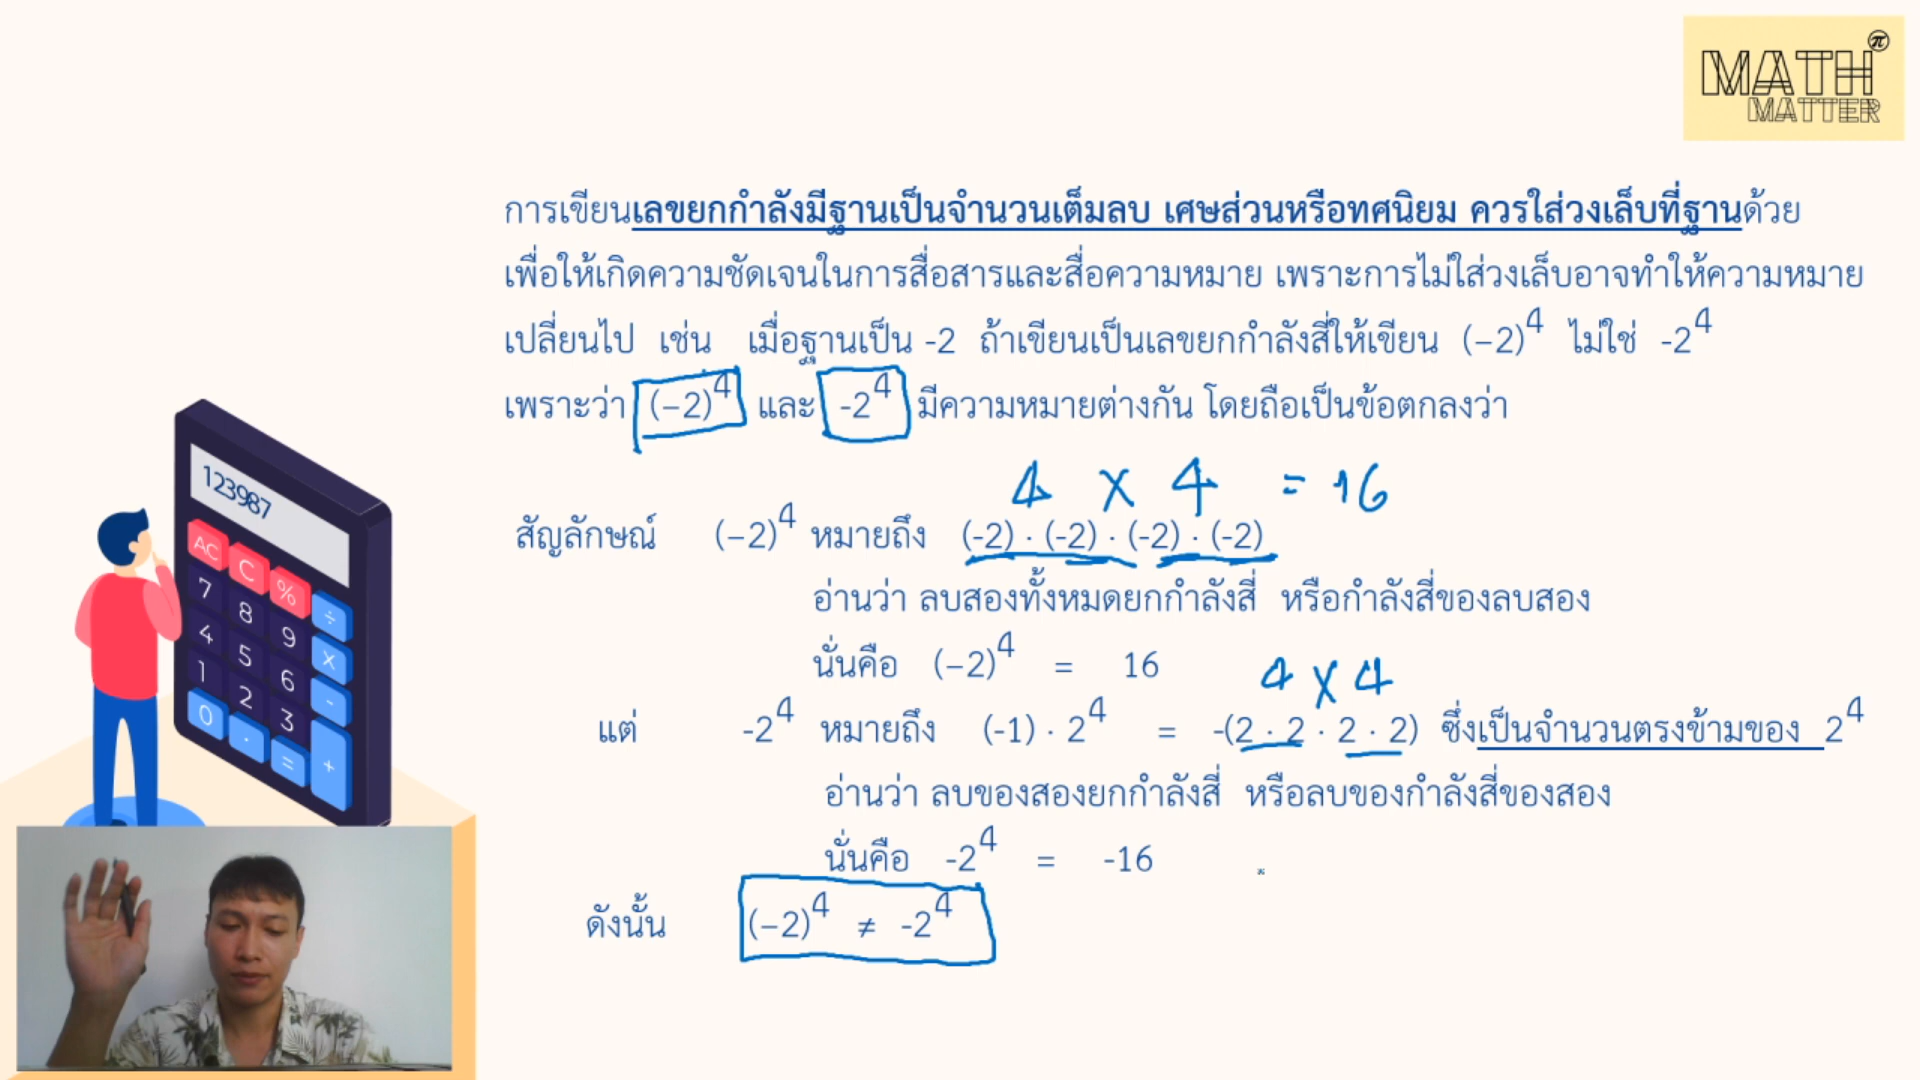 MATH π
MATTER
การเขียนเลขยกกำลังมีฐานเป็นจำนวนเต็มลบ เศษส่วนหรือทศนิยม ควรใส่วงเล็บที่ฐานด้วย
เพื่อให้เกิดความชัดเจนในการสื่อสารและสื่อความหมาย เพราะการไม่ใส่วงเล็บอาจทำให้ความหมาย
เปลี่ยนไป เช่น เมื่อฐานเป็น -2 ถ้าเขียนเป็นเลขยกกำลังสี่ให้เขียน (−2)⁴ ไม่ใช่ -2⁴
เพราะว่า (−2)⁴ และ -2⁴ มีความหมายต่างกัน โดยถือเป็นข้อตกลงว่า
4 × 4 = 16
สัญลักษณ์ (−2)⁴ หมายถึง (-2) · (-2) · (-2) · (-2)
อ่านว่า ลบสองทั้งหมดยกกำลังสี่ หรือกำลังสี่ของลบสอง
นั่นคือ (−2)⁴ = 16
4 × 4
แต่ -2⁴ หมายถึง (-1) · 2⁴ = -(2 · 2 · 2 · 2) ซึ่งเป็นจำนวนตรงข้ามของ 2⁴
อ่านว่า ลบของสองยกกำลังสี่ หรือลบของกำลังสี่ของสอง
นั่นคือ -2⁴ = -16
ดังนั้น (−2)⁴ ≠ -2⁴
123987
AC C % ÷
7 8 9 x
4 5 6 -
1 2 3 +
0 . =